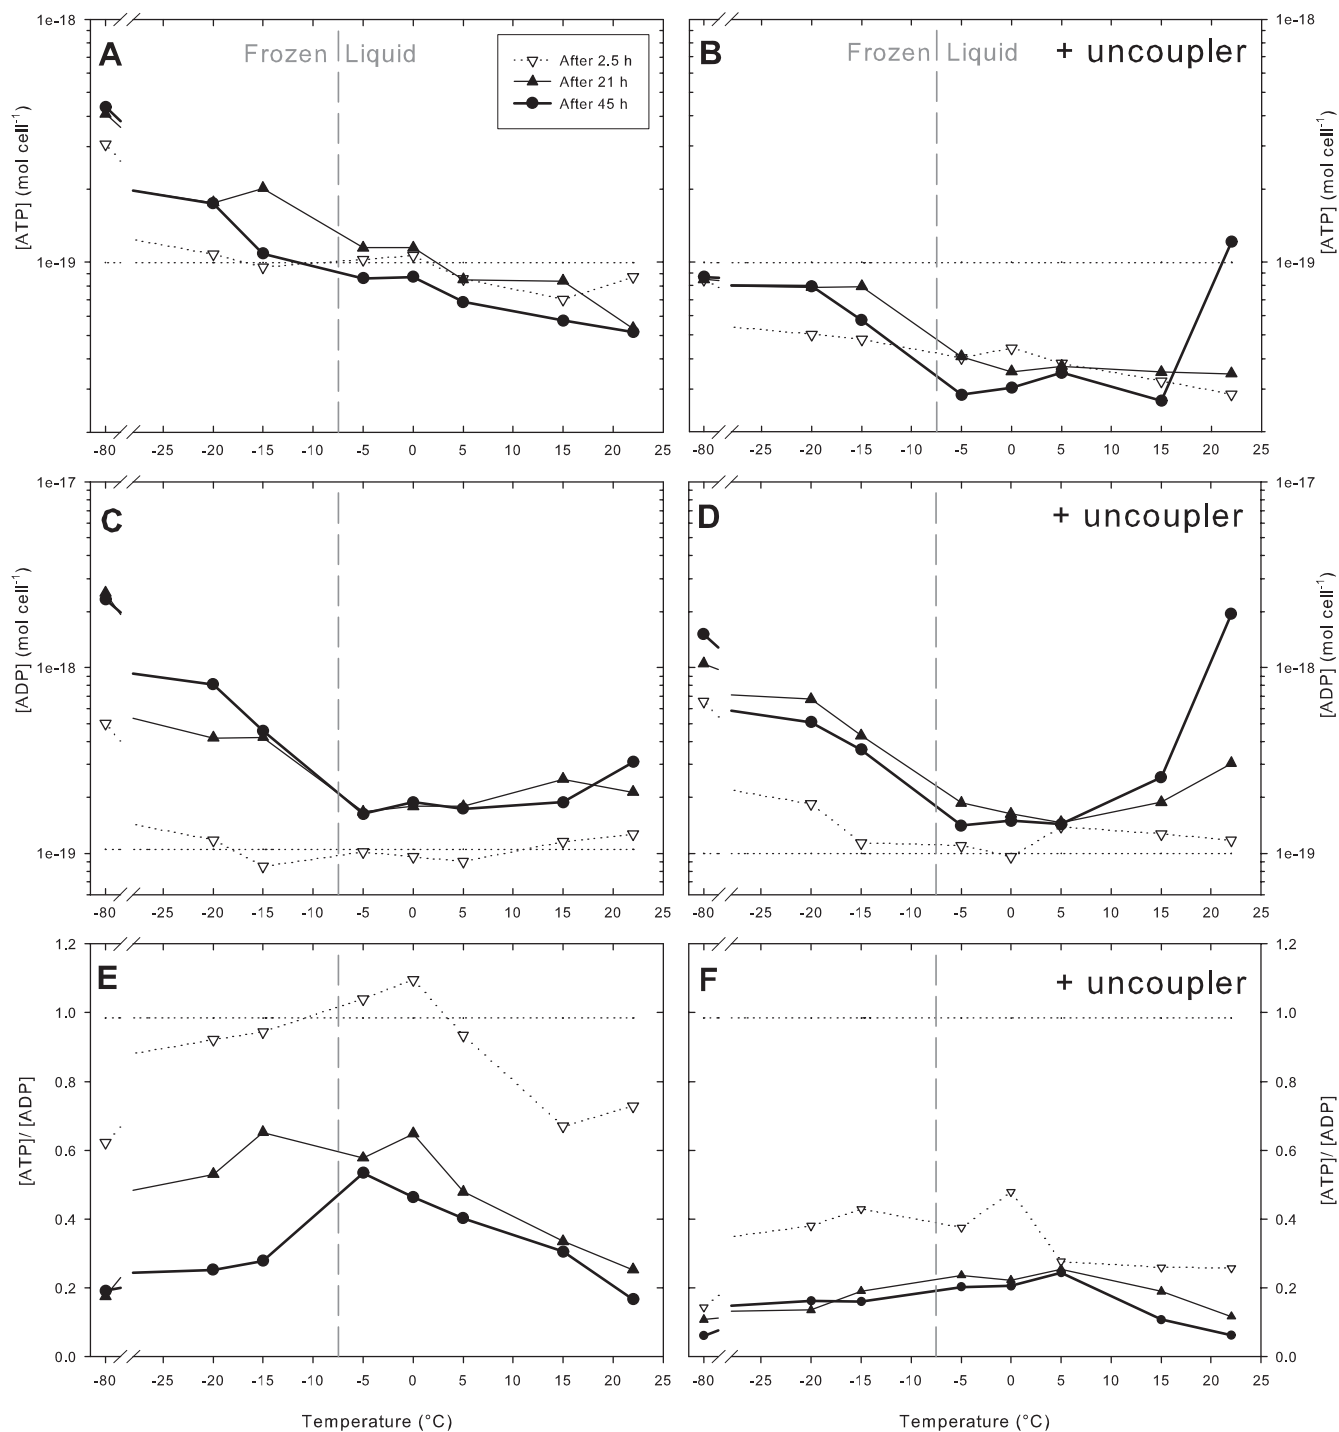 1e-18
1e-18
A
Frozen
Liquid
After 2.5 h
After 21 h
After 45 h
B
Frozen
Liquid
+ uncoupler
[ATP] (mol cell⁻¹)
1e-19
1e-19
[ATP] (mol cell⁻¹)
-80 -20 -15 -10 -5 0 5 10 15 20 25
-80 -20 -15 -10 -5 0 5 10 15 20 25
1e-17
1e-17
C
D
+ uncoupler
[ADP] (mol cell⁻¹)
1e-18
1e-18
[ADP] (mol cell⁻¹)
1e-19
1e-19
-80 -20 -15 -10 -5 0 5 10 15 20 22
-80 -20 -15 -10 -5 0 5 10 15 20 25
1.2
1.2
E
F
+ uncoupler
1.0
1.0
0.8
0.8
[ATP]/ [ADP]
0.6
0.6
[ATP]/ [ADP]
0.4
0.4
0.2
0.2
0.0
0.0
-80 -20 -15 -10 -5 0 5 10 15 20 25
-80 -20 -15 -10 -5 0 5 10 15 20 25
Temperature (°C)
Temperature (°C)